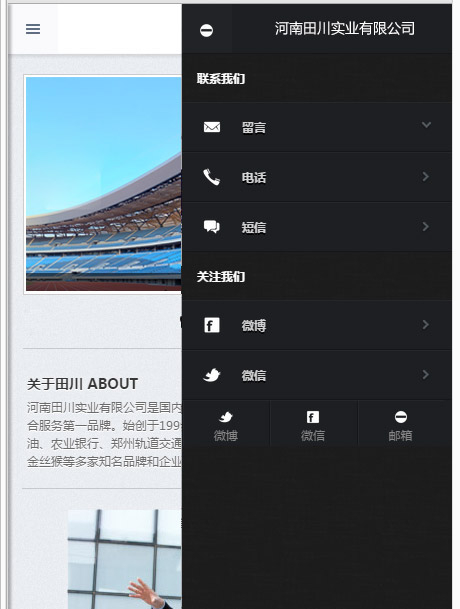 河南田川实业有限公司
联系我们
留言
电话
短信
关注我们
微博
微信
微博
微信
邮箱
关于田川 ABOUT
河南田川实业有限公司是国内
合服务第一品牌。始创于199
油、农业银行、郑州轨道交通
金丝猴等多家知名品牌和企业